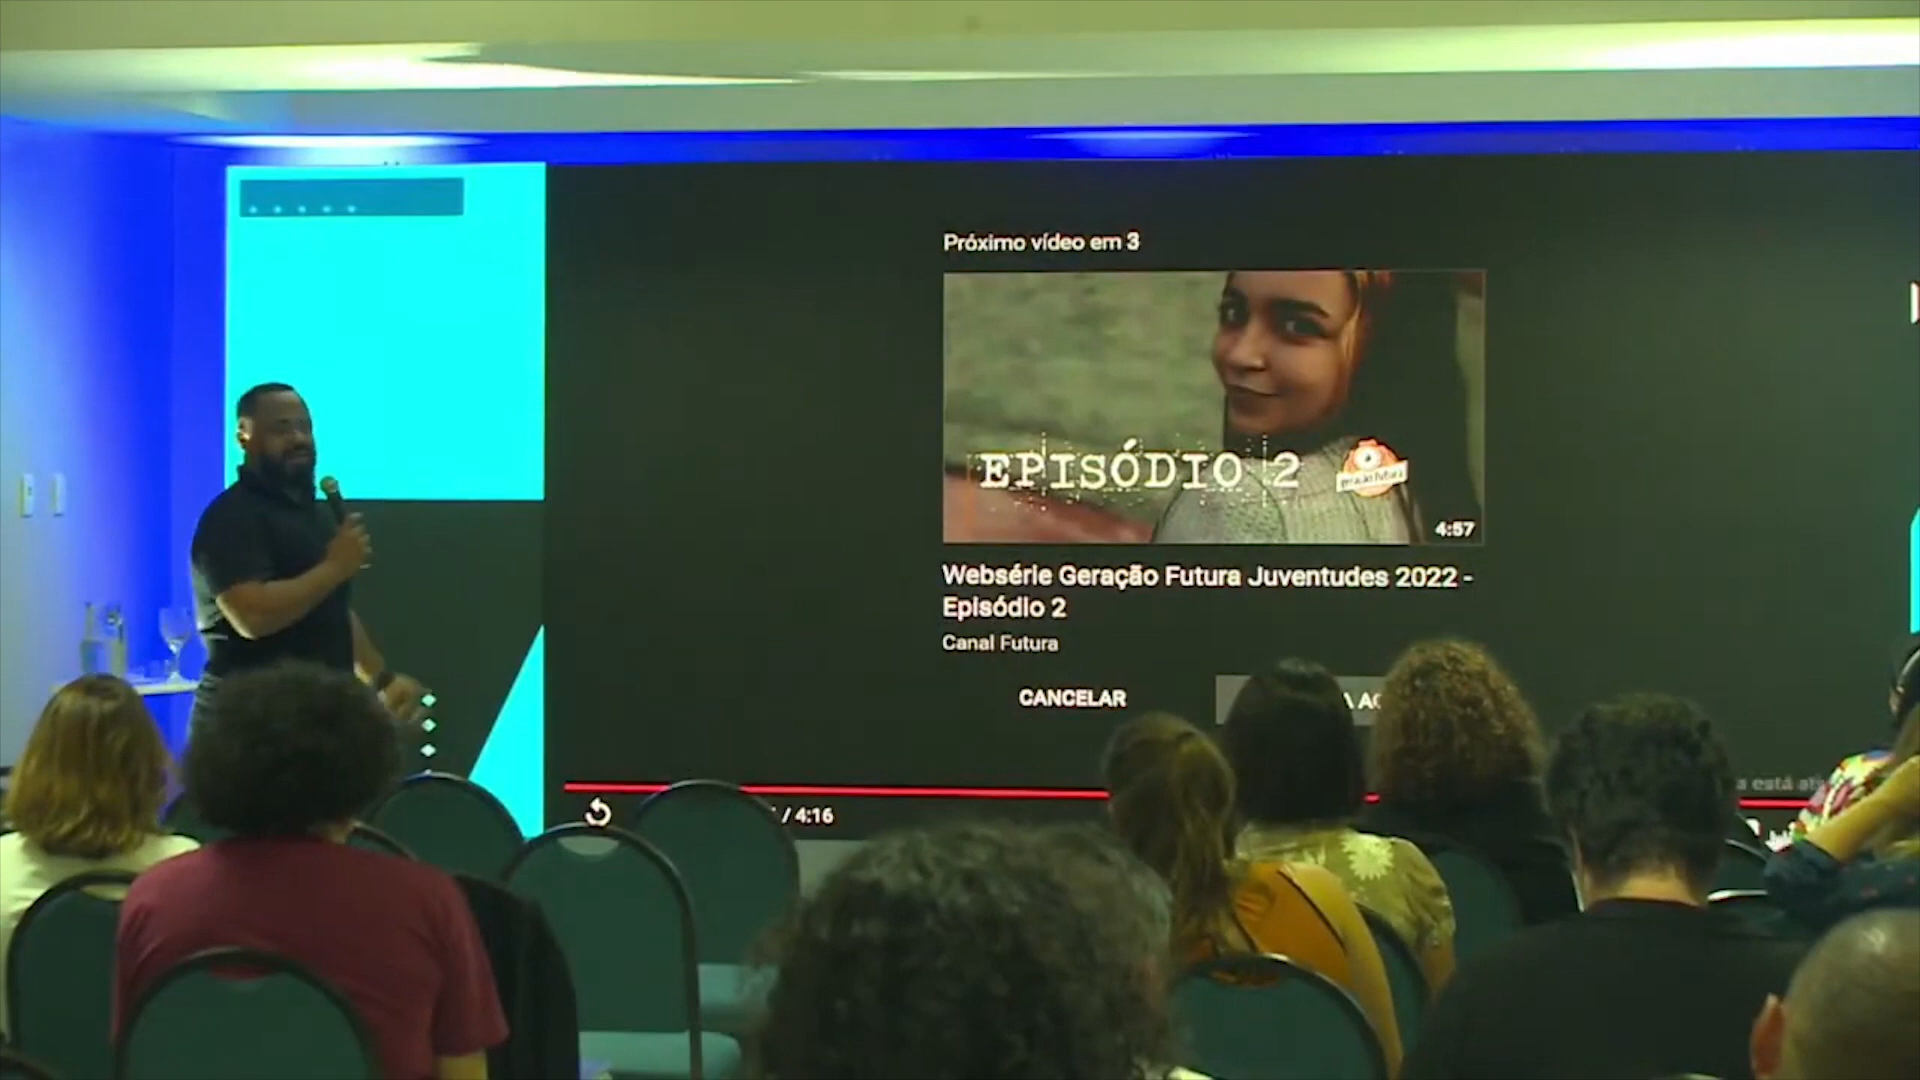 Próximo vídeo em 3
EPISÓDIO 2
4:57
Websérie Geração Futura Juventudes 2022 -
Episódio 2
Canal Futura
CANCELAR
/ 4:16
a está